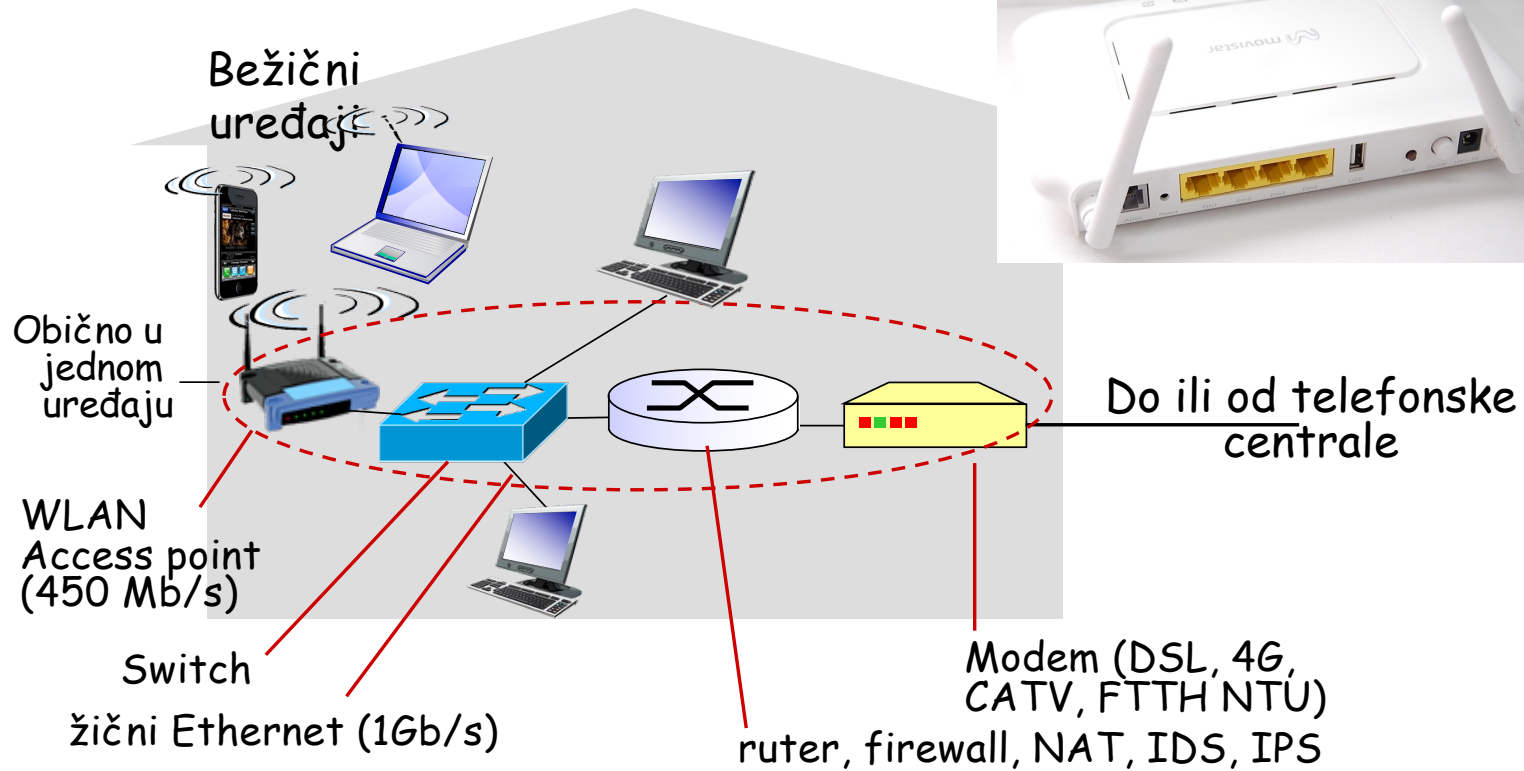 Bežični
uređaji
movistar
Obično u
jednom
uređaju
Do ili od telefonske
centrale
WLAN
Access point
(450 Mb/s)
Switch
žični Ethernet (1Gb/s)
Modem (DSL, 4G,
CATV, FTTH NTU)
ruter, firewall, NAT, IDS, IPS